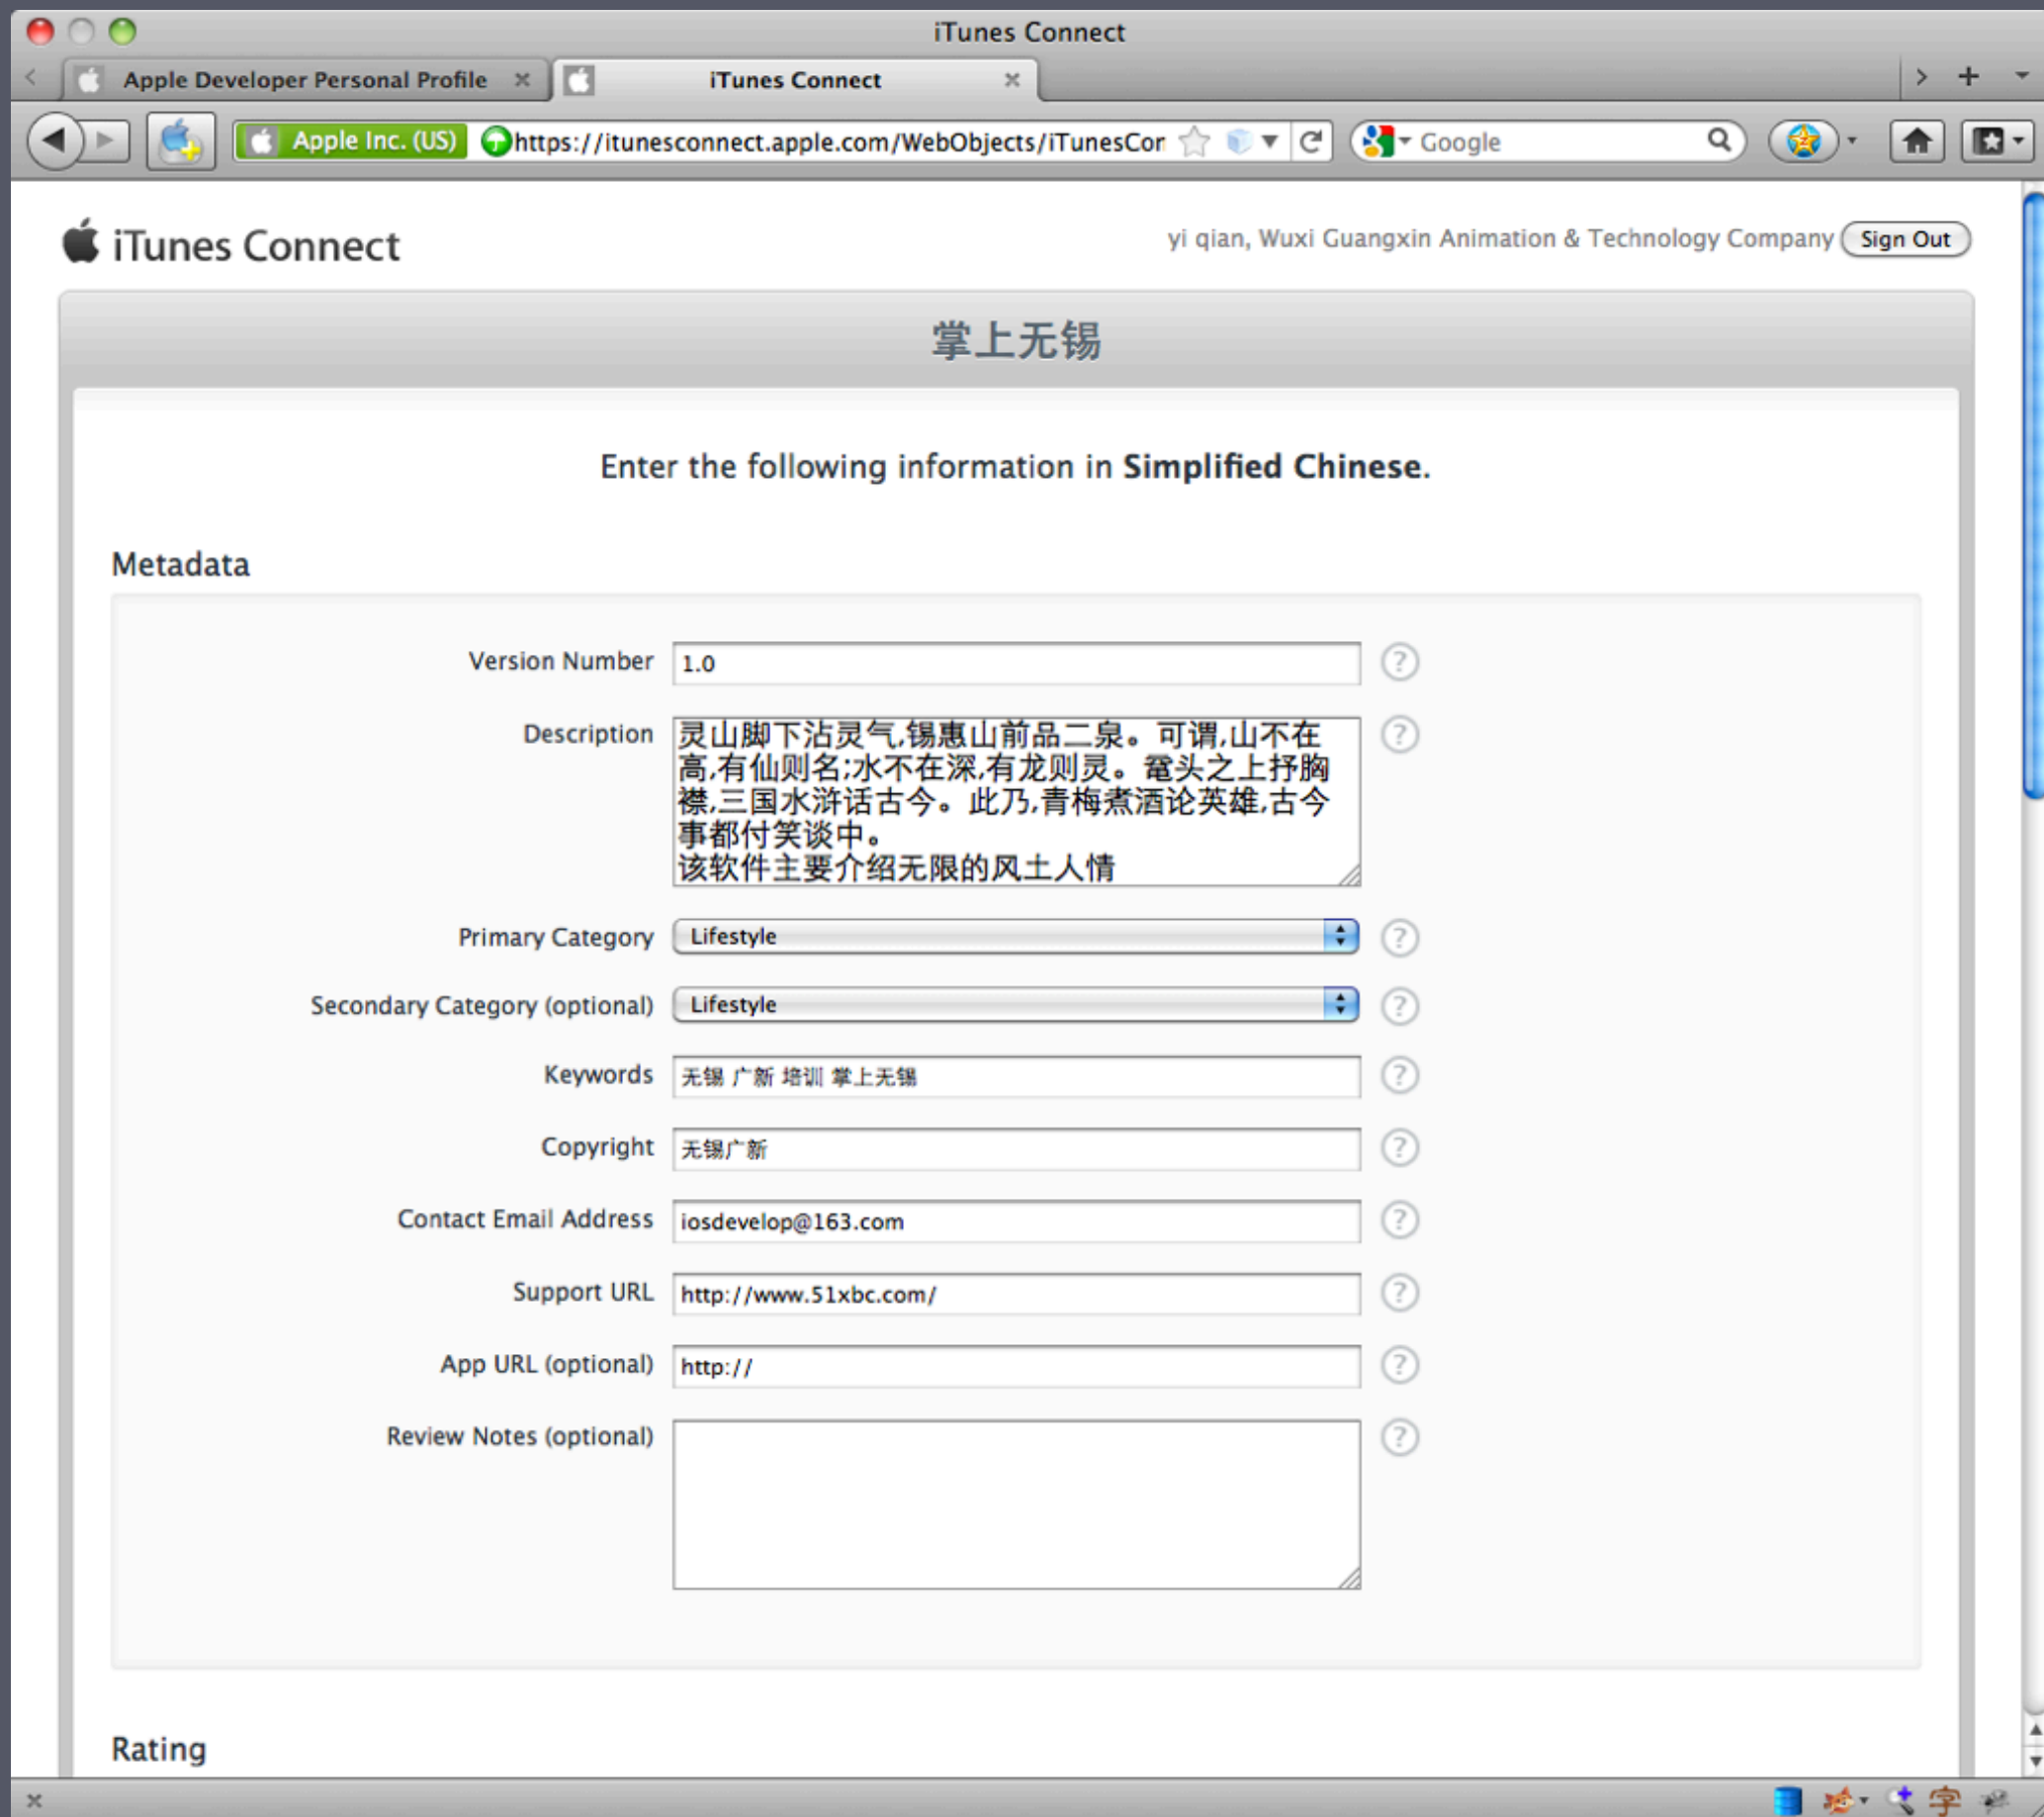 iTunes Connect
Apple Developer Personal Profile
iTunes Connect
Apple Inc. (US)
https://itunesconnect.apple.com/WebObjects/iTunesCor
Google
iTunes Connect
yi qian, Wuxi Guangxin Animation & Technology Company
Sign Out
掌上无锡
Enter the following information in Simplified Chinese.
Metadata
Version Number
1.0
Description
灵山脚下沾灵气,锡惠山前品二泉。可谓,山不在
高,有仙则名;水不在深,有龙则灵。鼋头之上抒胸
襟,三国水浒话古今。此乃,青梅煮酒论英雄,古今
事都付笑谈中。
该软件主要介绍无限的风土人情
Primary Category
Lifestyle
Secondary Category (optional)
Lifestyle
Keywords
无锡 广新 培训 掌上无锡
Copyright
无锡广新
Contact Email Address
iosdevelop@163.com
Support URL
http://www.51xbc.com/
App URL (optional)
http://
Review Notes (optional)
Rating
字